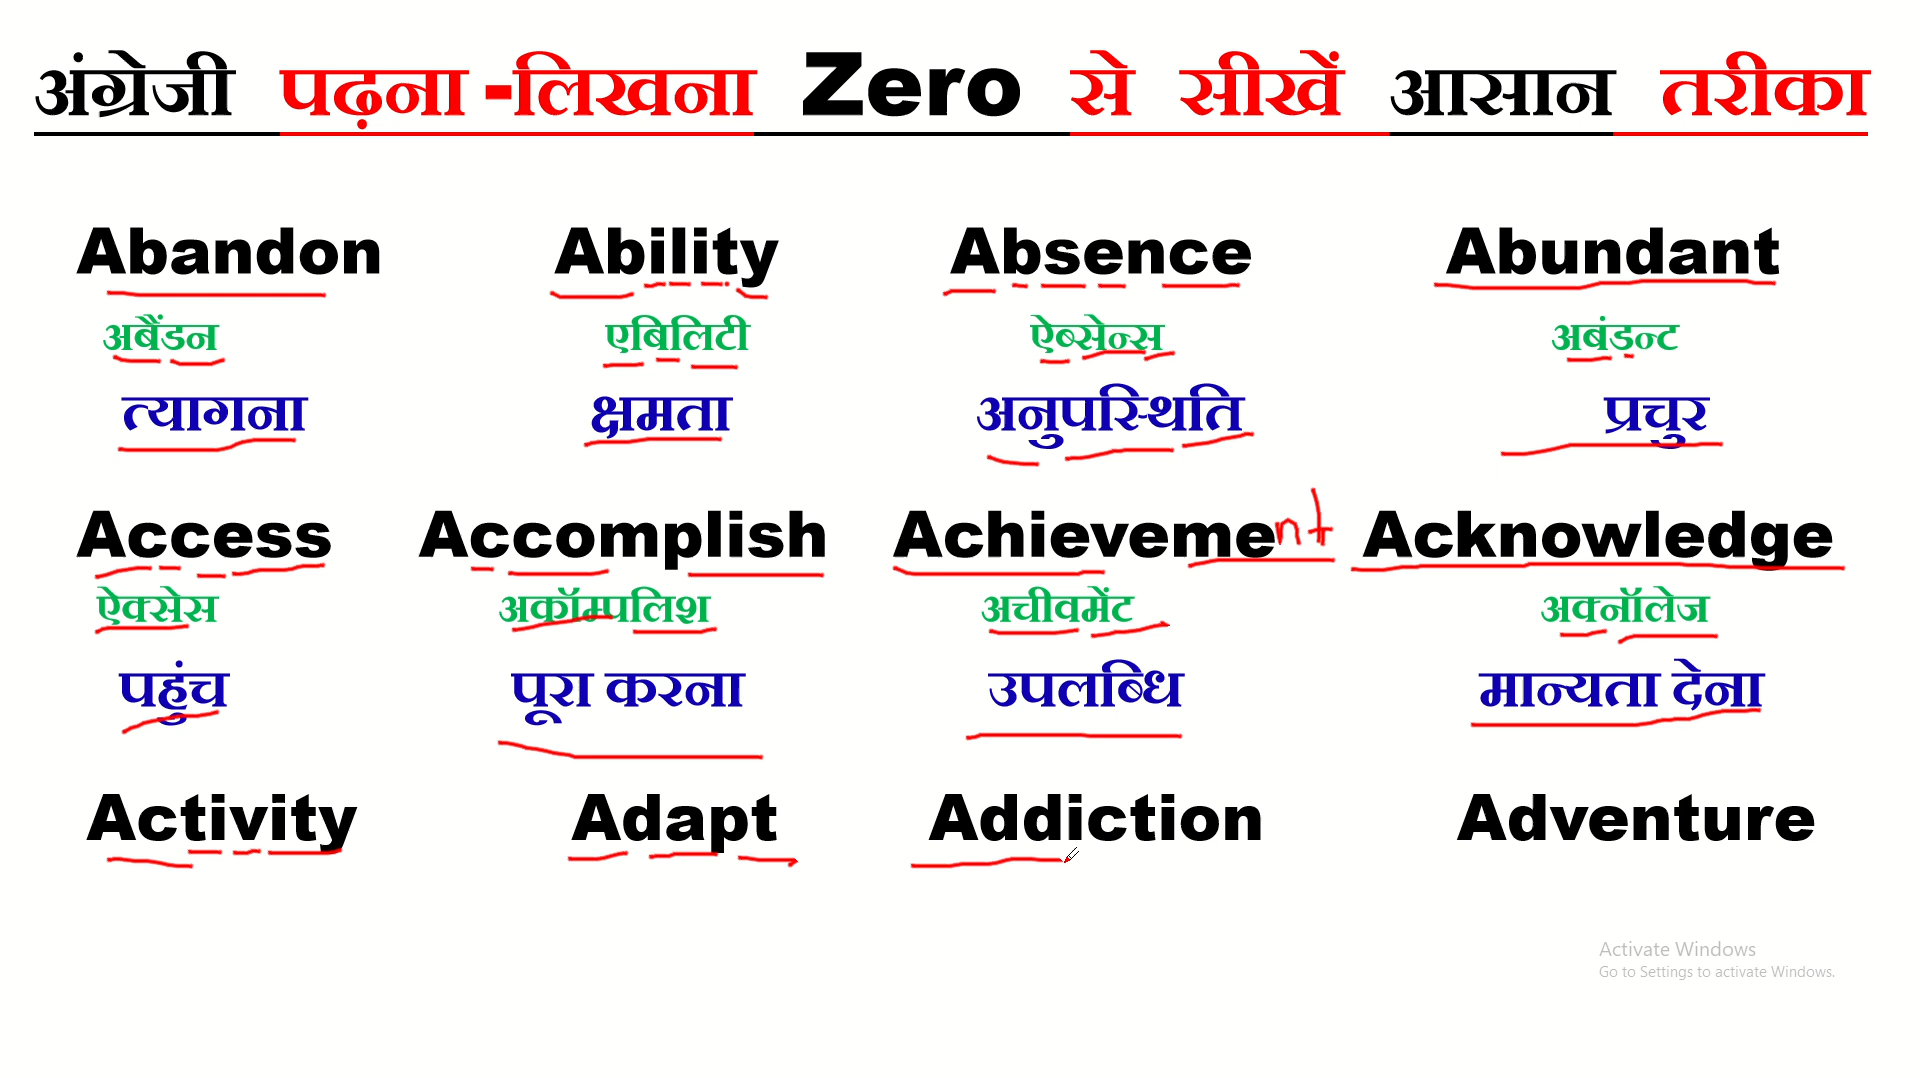 अंग्रेजी पढ़ना -लिखना Zero से सीखें आसान तरीका
Abandon Ability Absence Abundant
अबैंडन एबिलिटी ऐब्सेन्स अबंडन्ट
त्यागना क्षमता अनुपस्थिति प्रचुर
Access Accomplish Achievement Acknowledge
ऐक्सेस अकॉम्पलिश अचीवमेंट अक्नॉलेज
पहुंच पूरा करना उपलब्धि मान्यता देना
Activity Adapt Addiction Adventure
Activate Windows
Go to Settings to activate Windows.